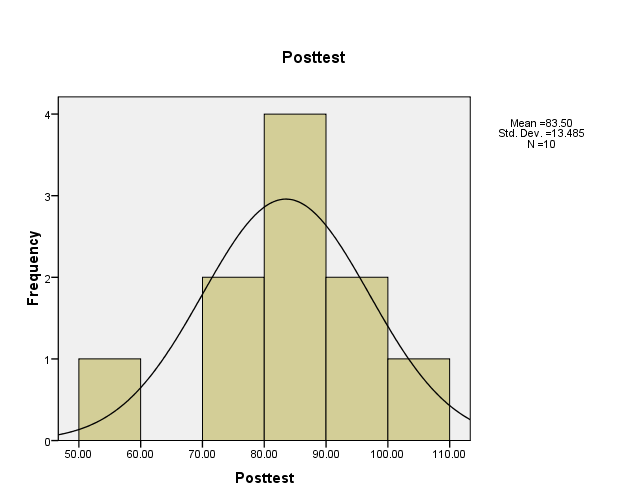 Posttest
Mean =83.50
Std. Dev. =13.485
N =10
4
3
2
1
0
Frequency
50.00 60.00 70.00 80.00 90.00 100.00 110.00
Posttest